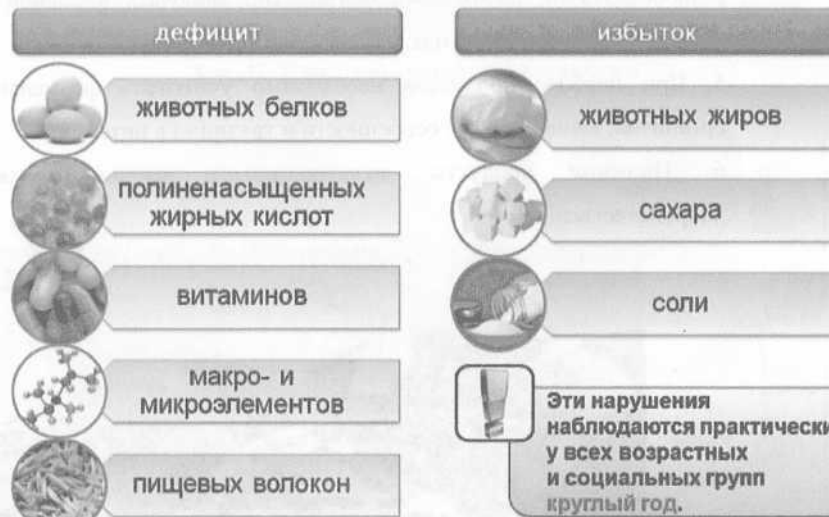 дефицит
животных белков
полиненасыщенных
жирных кислот
витаминов
макро- и
микроэлементов
пищевых волокон
избыток
животных жиров
сахара
соли
Эти нарушения
наблюдаются практически
у всех возрастных
и социальных групп
круглый год.